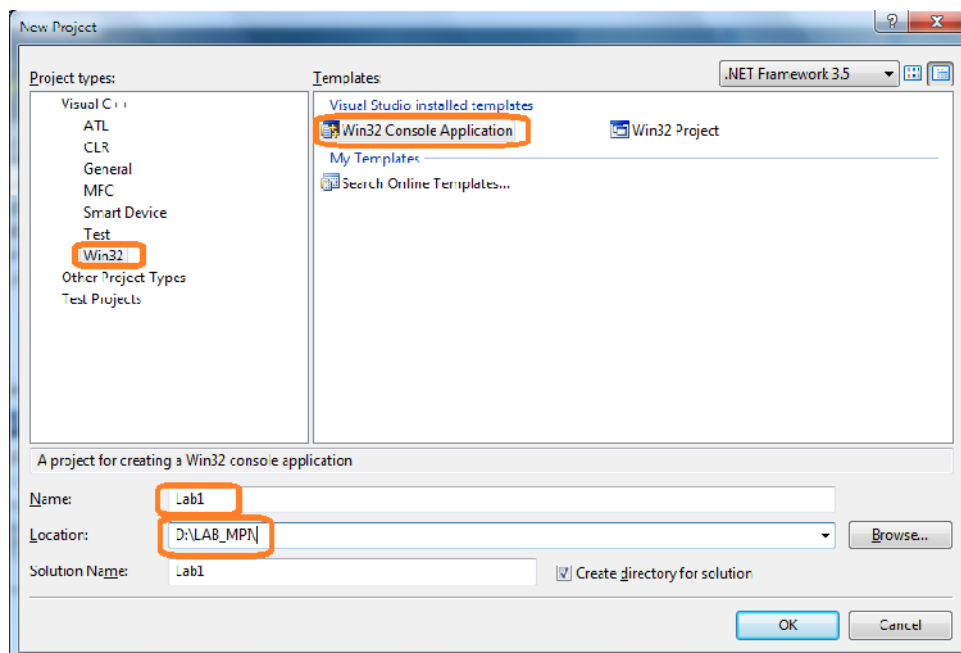 New Project
Project types:
Templates:
.NET Framework 3.5
Visual C++
ATL
CLR
General
MFC
Smart Device
Test
Win32
Other Project Types
Test Projects
Visual Studio installed templates
Win32 Console Application
Win32 Project
My Templates
Search Online Templates...
A project for creating a Win32 console application
Name:
Lab1
Location:
D:\LAB_MPI\
Browse...
Solution Name:
Lab1
Create directory for solution
OK
Cancel